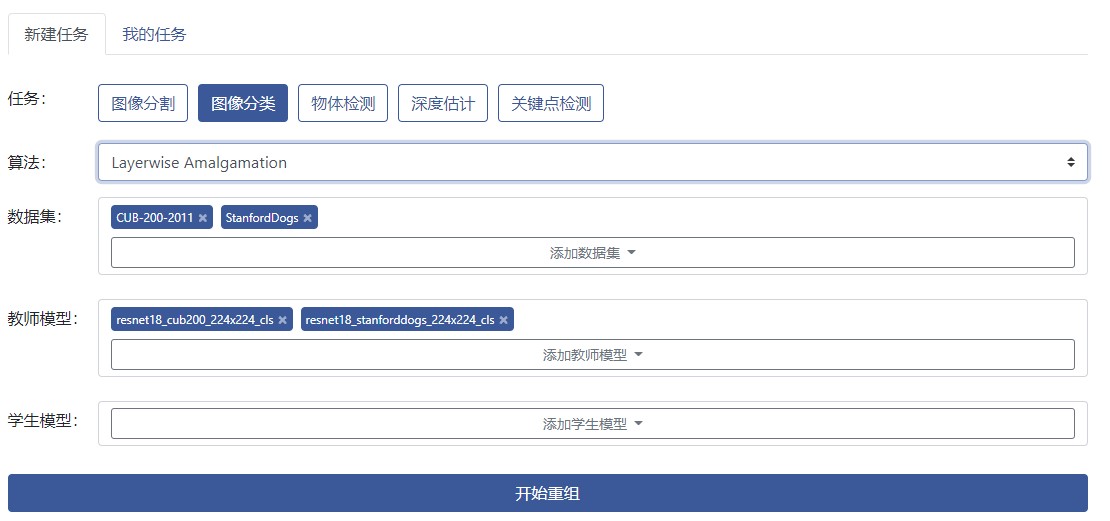 新建任务 我的任务
任务： 图像分割 图像分类 物体检测 深度估计 关键点检测
算法： Layerwise Amalgamation
数据集： CUB-200-2011 × StanfordDogs ×
添加数据集
教师模型： resnet18_cub200_224x224_cls × resnet18_stanforddogs_224x224_cls ×
添加教师模型
学生模型： 添加学生模型
开始重组